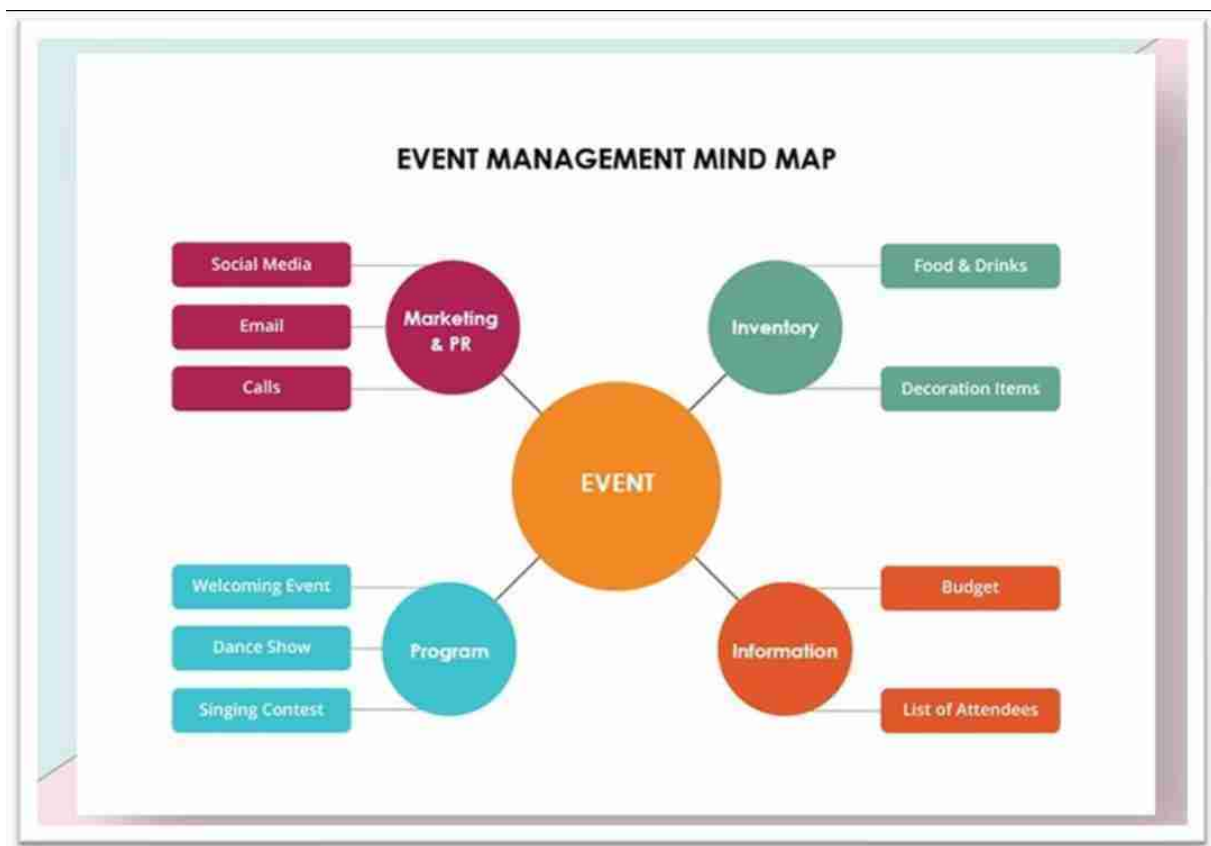 EVENT MANAGEMENT MIND MAP
Social Media
Email
Calls
Marketing
& PR
Inventory
Food & Drinks
Decoration Items
EVENT
Welcoming Event
Dance Show
Singing Contest
Program
Information
Budget
List of Attendees